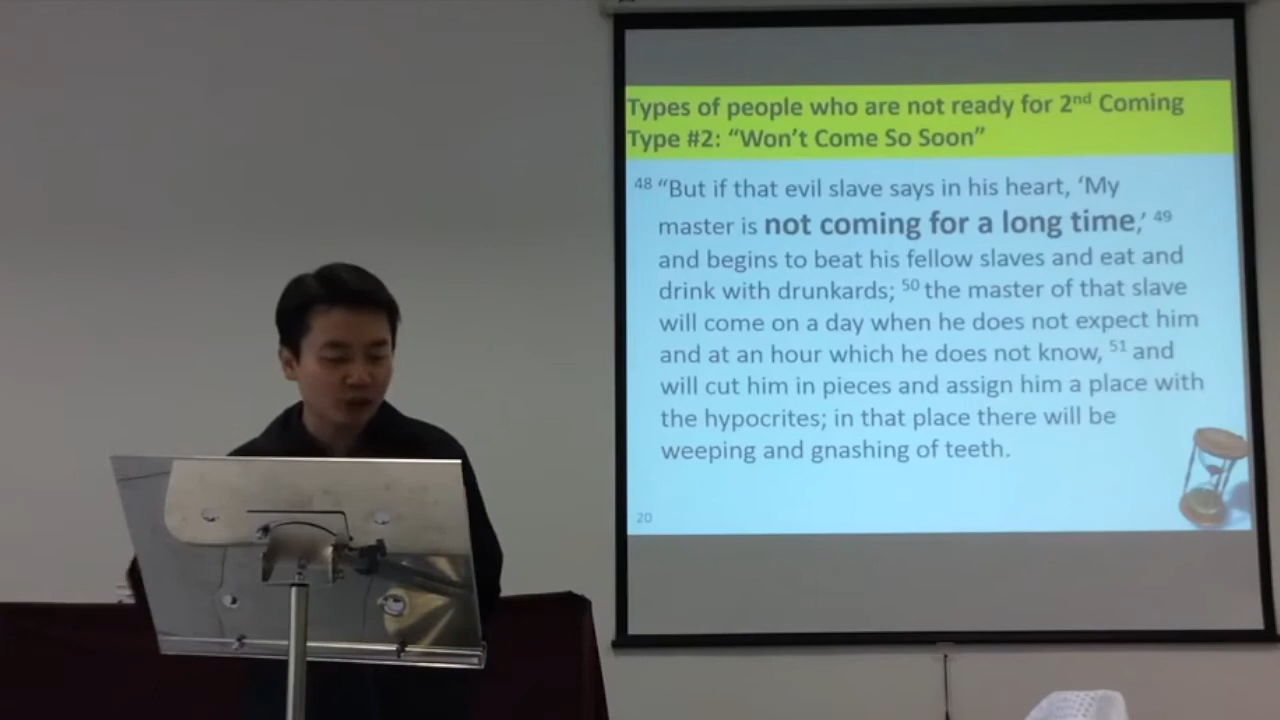 Types of people who are not ready for 2nd Coming
Type #2: “Won’t Come So Soon”
48 “But if that evil slave says in his heart, ‘My
master is not coming for a long time,’ 49
and begins to beat his fellow slaves and eat and
drink with drunkards; 50 the master of that slave
will come on a day when he does not expect him
and at an hour which he does not know, 51 and
will cut him in pieces and assign him a place with
the hypocrites; in that place there will be
weeping and gnashing of teeth.
20